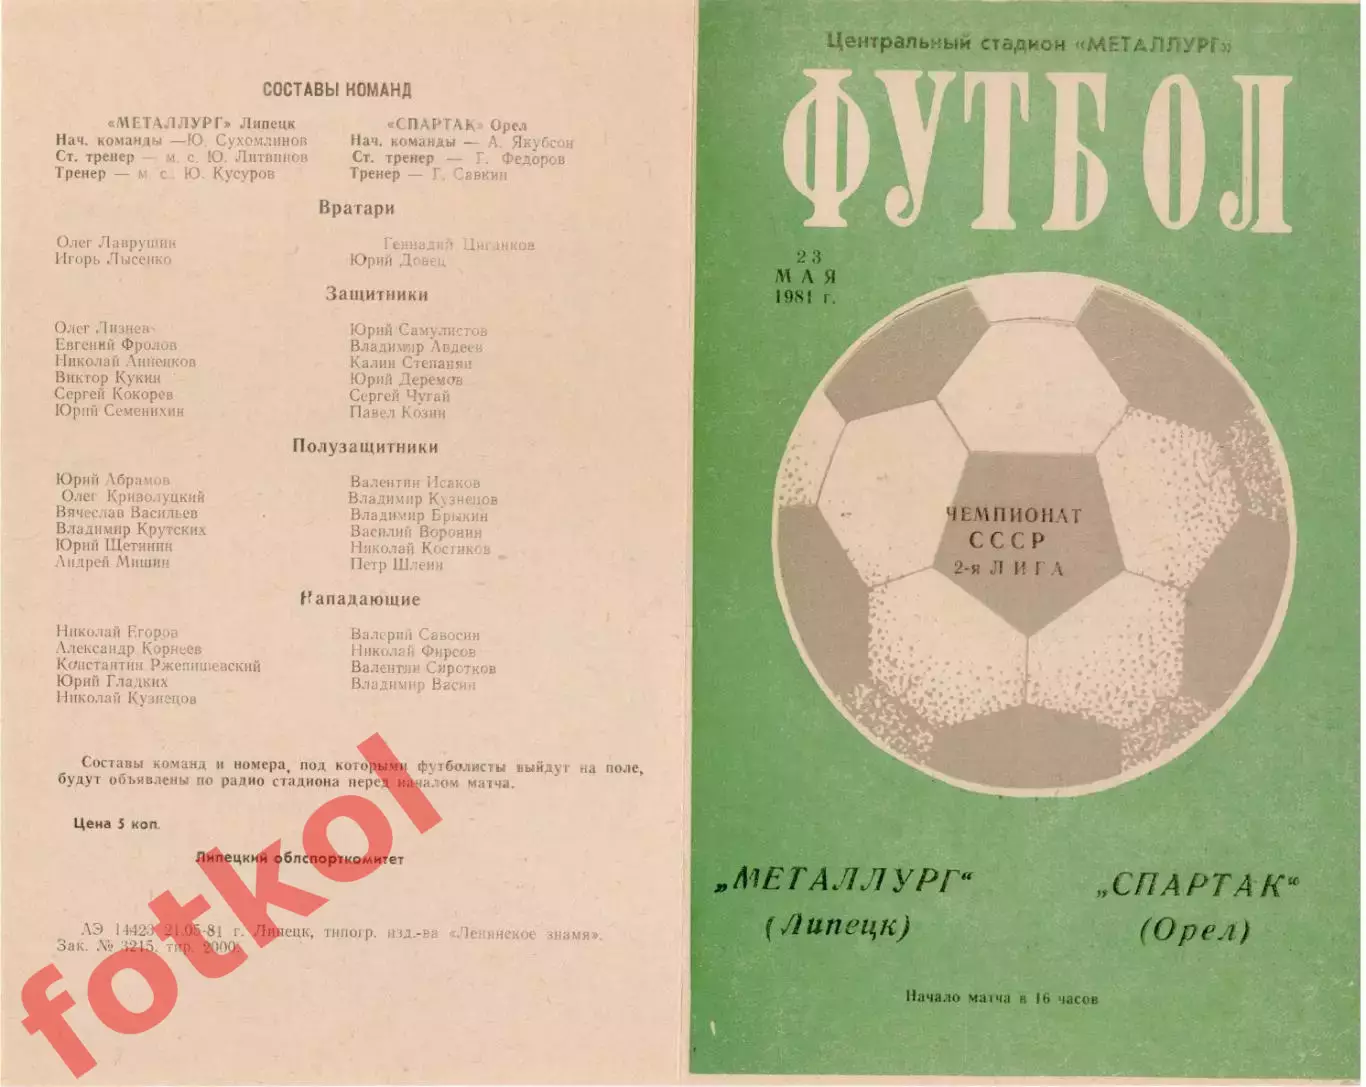 СОСТАВЫ КОМАНД
«МЕТАЛЛУРГ» Липецк
Нач. команды —Ю. Сухомлинов
Ст. тренер — м. с. Ю. Литвинов
Тренер — м. с. Ю. Кусуров
«СПАРТАК» Орел
Нач. команды — А. Якубсон
Ст. тренер — Г. Федоров
Тренер — Г. Савкин
Вратари
Олег Лаврушин
Игорь Лысенко
Геннадий Циганков
Юрий Довец
Защитники
Олег Лизнев
Евгений Фролов
Николай Анненков
Виктор Кукин
Сергей Кокорев
Юрий Семенихин
Юрий Самулистов
Владимир Авдеев
Калин Степанян
Юрий Деремов
Сергей Чугай
Павел Козин
Полузащитники
Юрий Абрамов
Олег Криволуцкий
Вячеслав Васильев
Владимир Крутских
Юрий Щетинин
Андрей Мишин
Валентин Исаков
Владимир Кузнецов
Владимир Брыкин
Василий Воронин
Николай Костиков
Петр Шлеин
Нападающие
Николай Егоров
Александр Корнеев
Константин Ржепишевский
Юрий Гладких
Николай Кузнецов
Валерий Савосин
Николай Фирсов
Валентин Сиротков
Владимир Васин
Составы команд и номера, под которыми футболисты выйдут на поле,
будут объявлены по радио стадиона перед началом матча.
Цена 5 коп.
Липецкий облспорткомитет
ЛЭ 14423 21.05-81 г. Липецк, типогр. изд-ва «Ленинское знамя».
Зак. № 3215, тир. 2000
fotkol
Центральный стадион «МЕТАЛЛУРГ»
ФУТБОЛ
23
МАЯ
1981 г.
ЧЕМПИОНАТ
СССР
2-я ЛИГА
„МЕТАЛЛУРГ“
(Липецк)
„СПАРТАК“
(Орел)
Начало матча в 16 часов